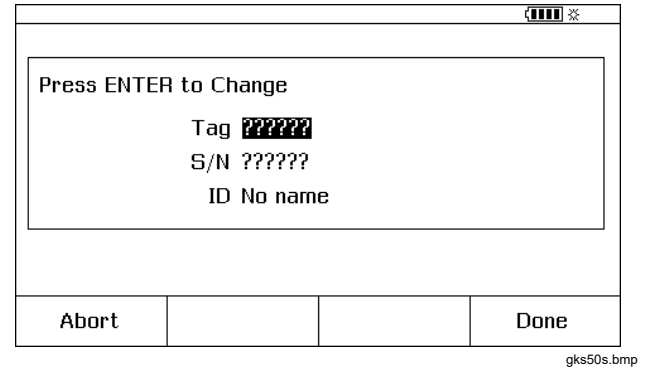 Press ENTER to Change
Tag ??????
S/N ??????
ID No name
Abort Done
gks50s.bmp